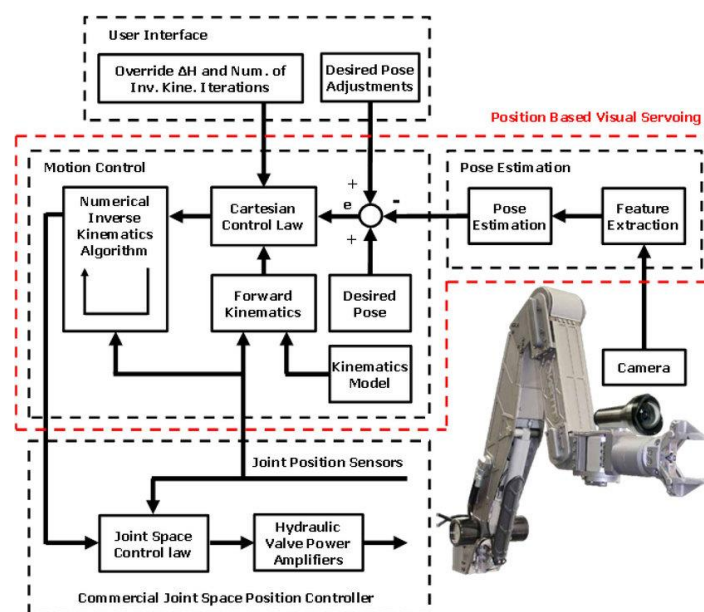 User Interface
Override ΔH and Num. of
Inv. Kine. Iterations
Desired Pose
Adjustments
Position Based Visual Servoing
Motion Control
Pose Estimation
Numerical
Inverse
Kinematics
Algorithm
Cartesian
Control Law
+
e
-
+
Pose
Estimation
Feature
Extraction
Forward
Kinematics
Desired
Pose
Kinematics
Model
Camera
Joint Position Sensors
Joint Space
Control law
Hydraulic
Valve Power
Amplifiers
Commercial Joint Space Position Controller